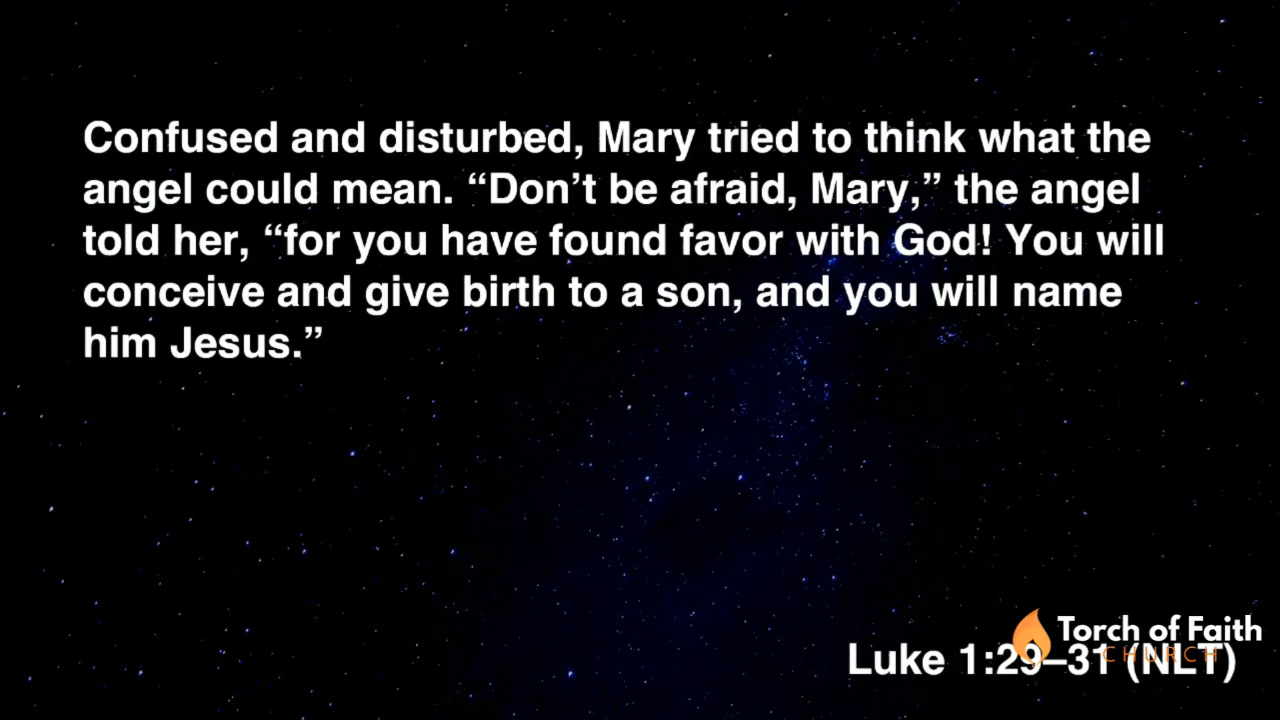 Confused and disturbed, Mary tried to think what the
angel could mean. “Don’t be afraid, Mary,” the angel
told her, “for you have found favor with God! You will
conceive and give birth to a son, and you will name
him Jesus.”
Torch of Faith
CHURCH
Luke 1:29–31 (NLT)